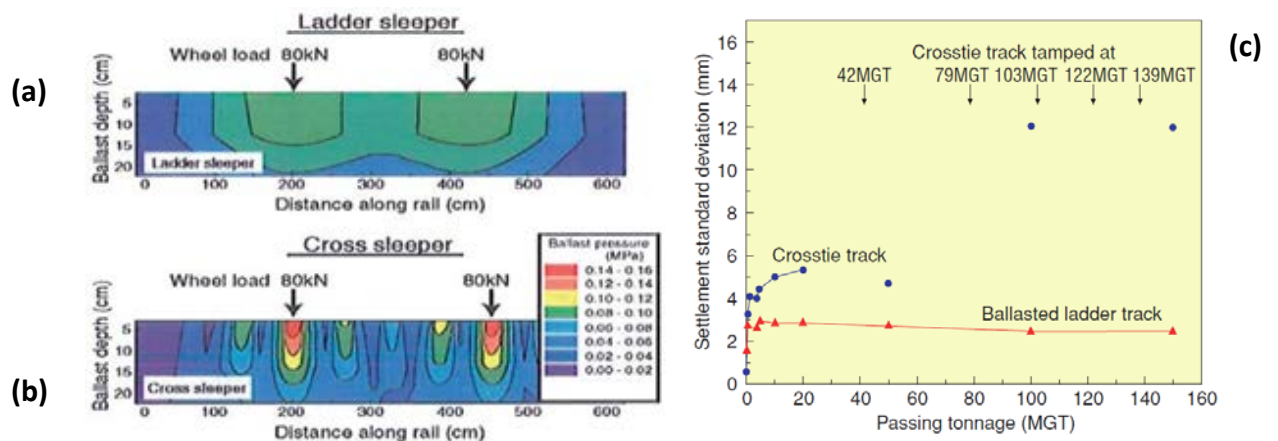 (a)
Ladder sleeper
Wheel load 80kN 80kN
Ballast depth (cm)
5
10
15
20
Ladder sleeper
0 100 200 300 400 500 600
Distance along rail (cm)
(b)
Cross sleeper
Wheel load 80kN 80kN
Ballast depth (cm)
5
10
15
20
Cross sleeper
0 100 200 300 400 500 600
Distance along rail (cm)
Ballast pressure
(MPa)
0.14 - 0.16
0.12 - 0.14
0.10 - 0.12
0.08 - 0.10
0.04 - 0.06
0.02 - 0.04
0.00 - 0.02
(c)
Settlement standard deviation (mm)
16
14
12
10
8
6
4
2
0
Crosstie track tamped at
42MGT 79MGT 103MGT 122MGT 139MGT
Crosstie track
Ballasted ladder track
0 20 40 60 80 100 120 140 160
Passing tonnage (MGT)